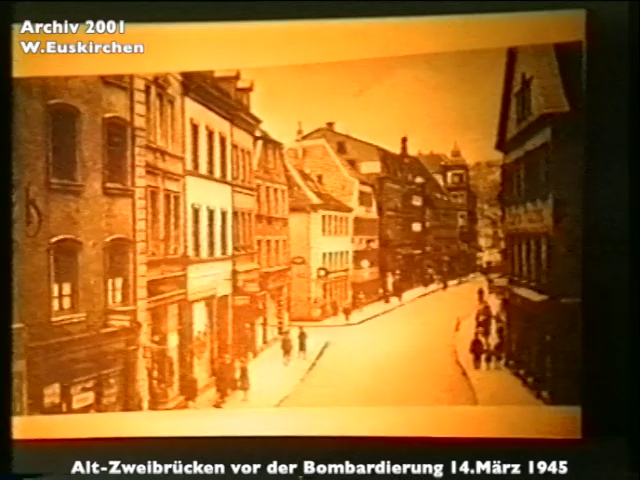 Archiv 2001
W.Euskirchen
Alt-Zweibrücken vor der Bombardierung 14.März 1945